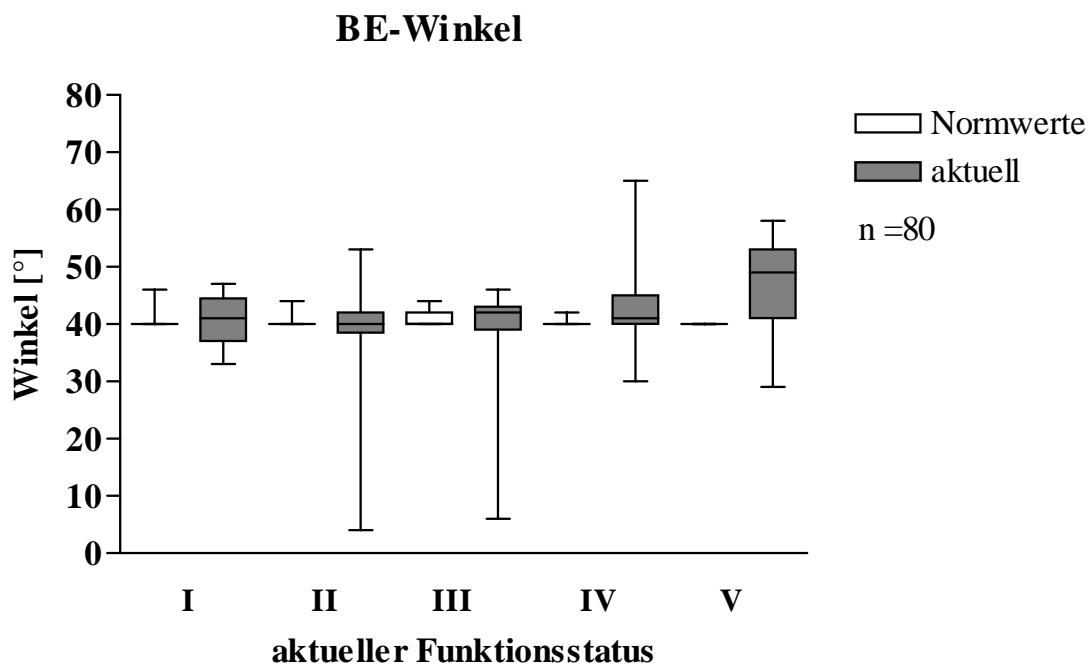 BE-Winkel
80
70
60
50
40
30
20
10
0
Winkel [°]
Normwerte
aktuell
n =80
I II III IV V
aktueller Funktionsstatus